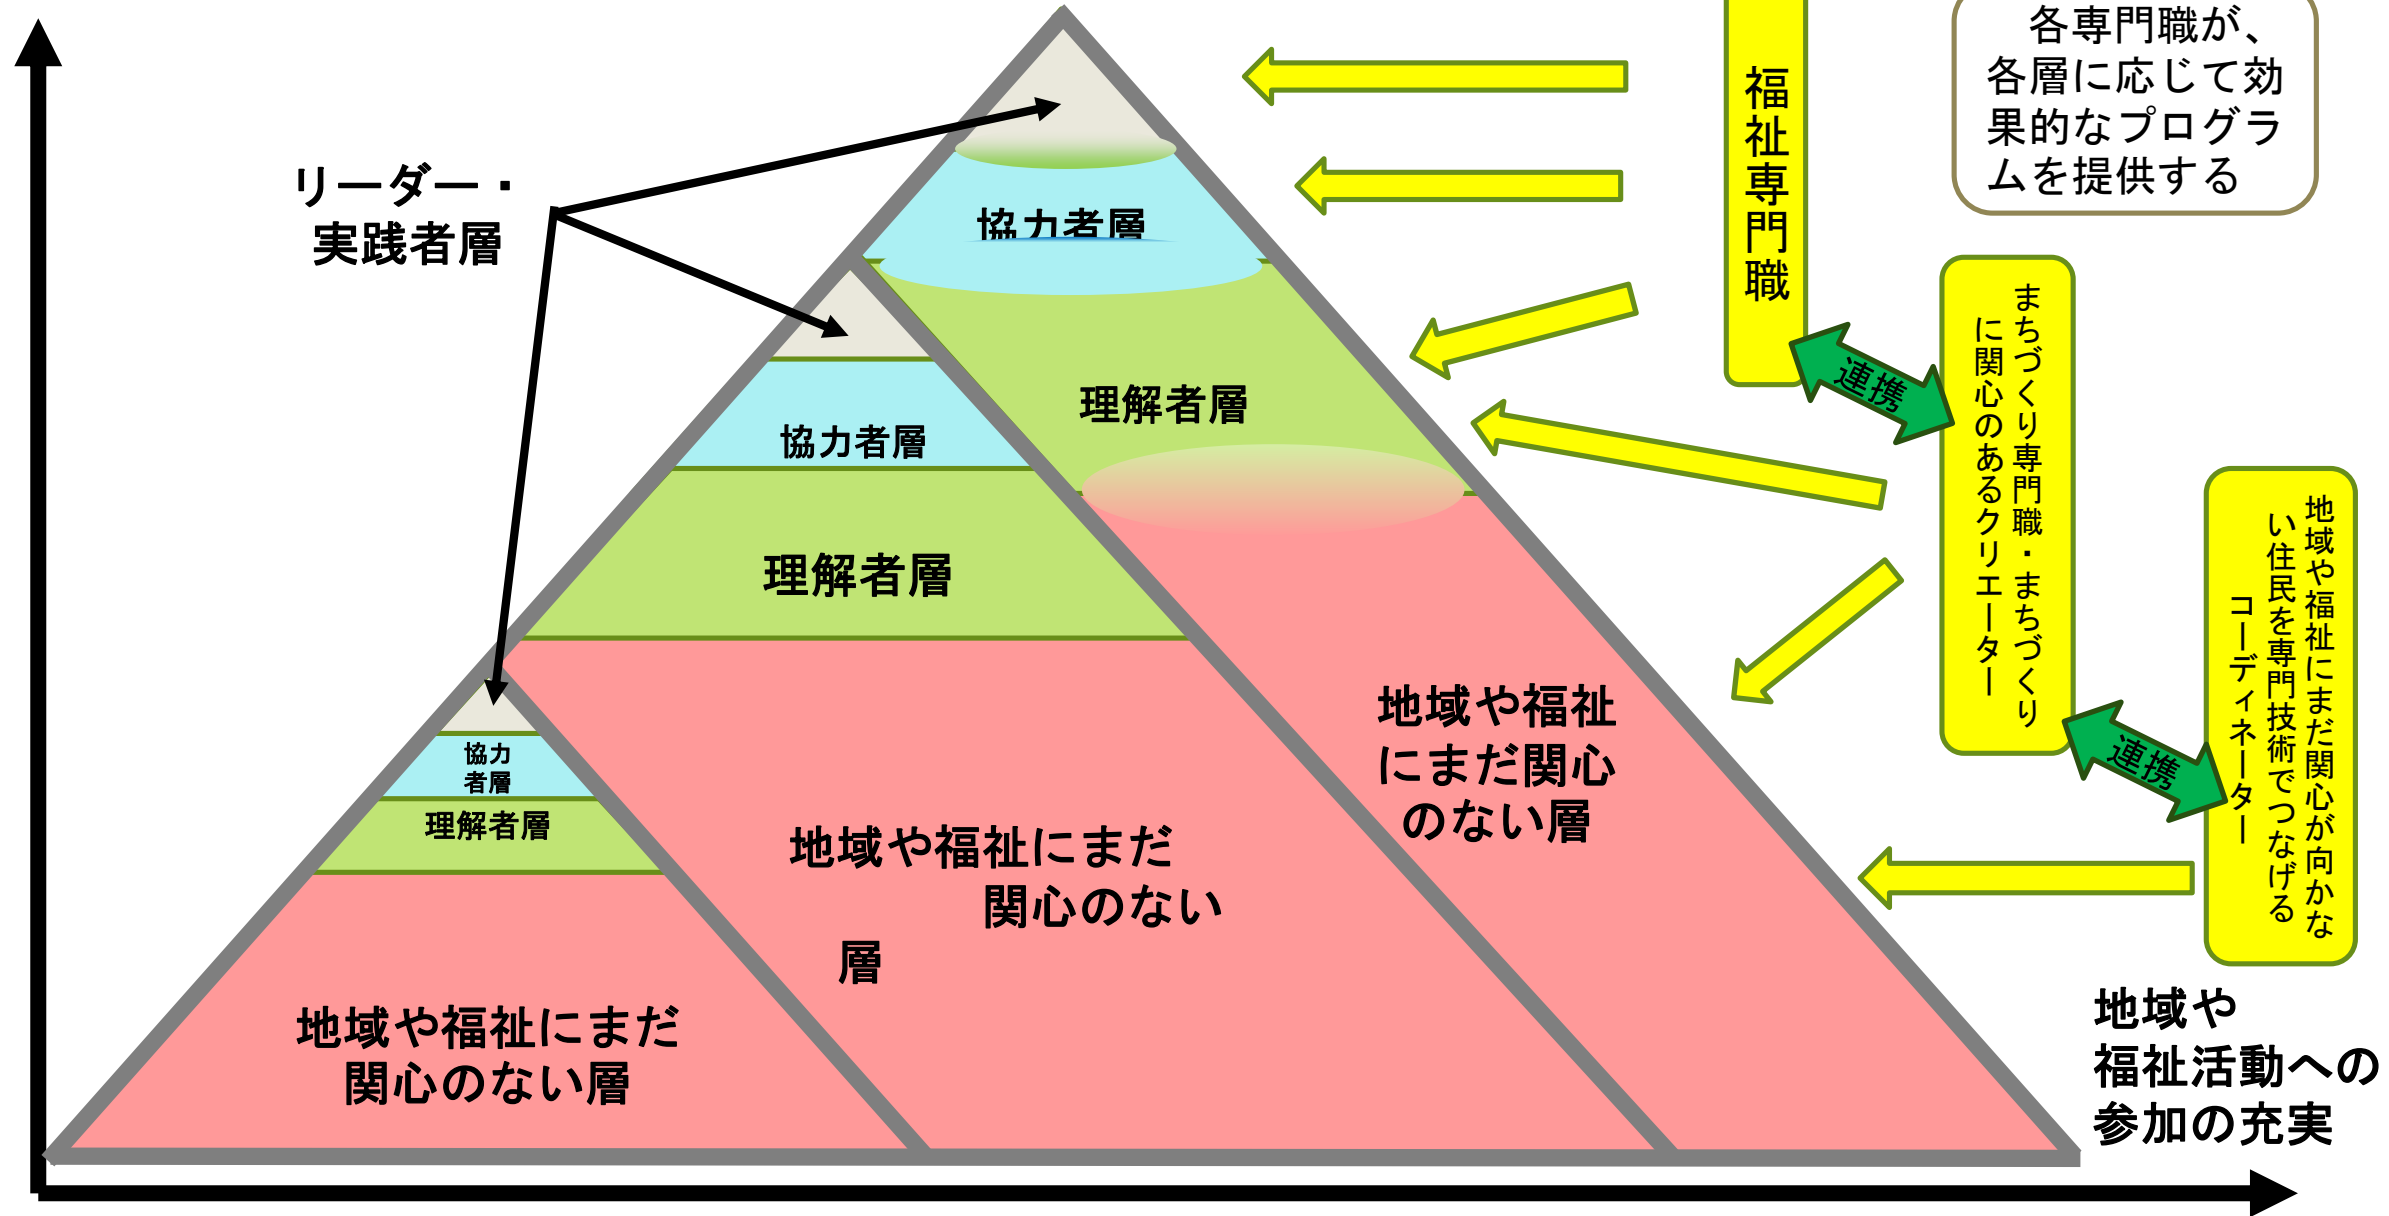 各専門職が、
各層に応じて効
果的なプログラ
ムを提供する
福祉専門職
リーダー・
実践者層
協力者層
理解者層
連携
まちづくり専門職・まちづくり
に関心のあるクリエーター
協力者層
理解者層
地域や福祉にまだ関心が向かな
い住民を専門技術でつなげる
コーディネーター
連携
地域や福祉
にまだ関心
のない層
協力
者層
理解者層
地域や福祉にまだ
関心のない
層
地域や福祉にまだ
関心のない層
地域や
福祉活動への
参加の充実